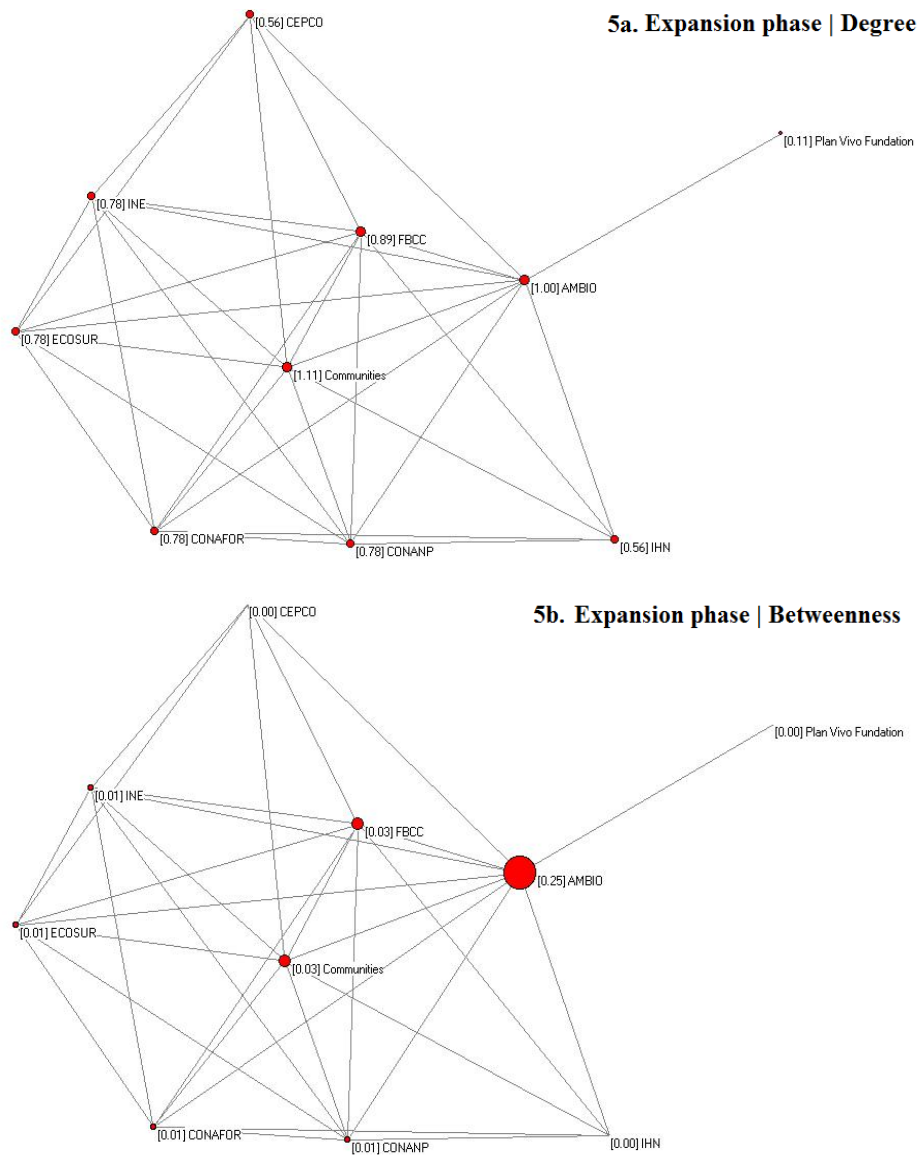 5a. Expansion phase | Degree
[0.56] CEPCO
[0.11] Plan Vivo Fundation
[0.78] INE
[0.89] FBCC
[1.00] AMBIO
[0.78] ECOSUR
[1.11] Communities
[0.78] CONAFOR
[0.78] CONANP
[0.56] IHN
5b. Expansion phase | Betweenness
[0.00] CEPCO
[0.00] Plan Vivo Fundation
[0.01] INE
[0.03] FBCC
[0.25] AMBIO
[0.01] ECOSUR
[0.03] Communities
[0.01] CONAFOR
[0.01] CONANP
[0.00] IHN